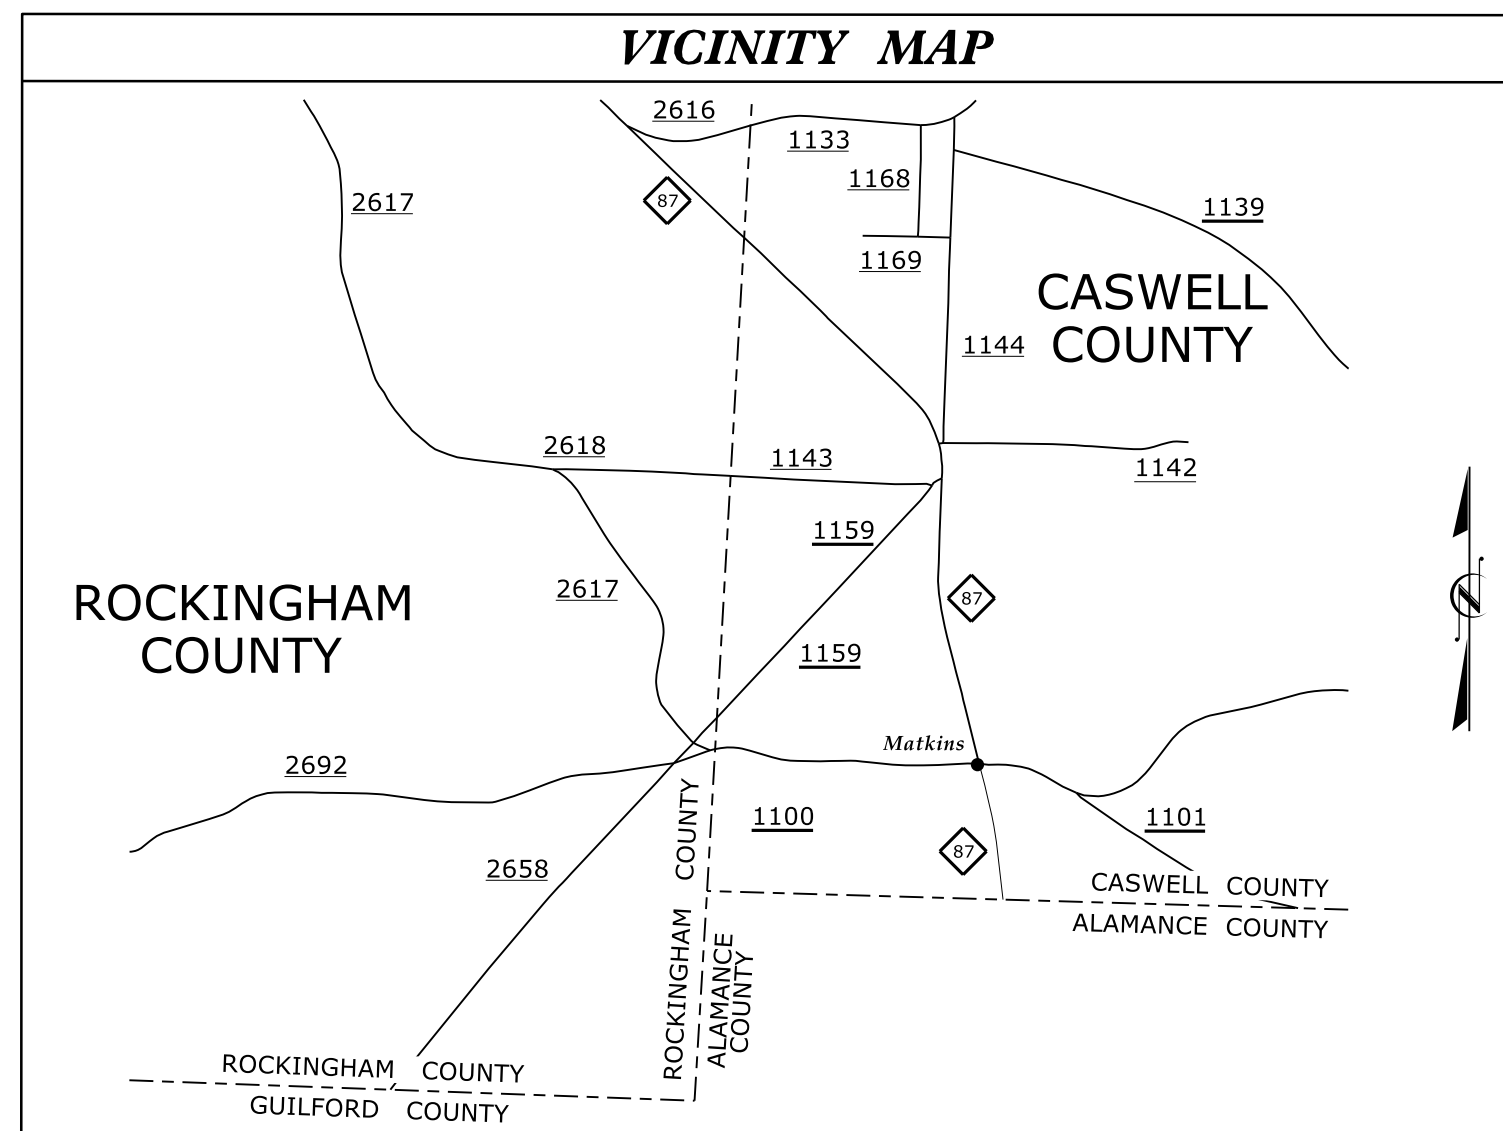 VICINITY MAP
2616
1133
1168
2617
87
1139
1169
CASWELL
COUNTY
1144
2618
1143
1142
1159
2617
87
ROCKINGHAM
COUNTY
1159
Matkins
2692
1100
1101
87
2658
COUNTY
ROCKINGHAM
CASWELL COUNTY
ALAMANCE COUNTY
ALAMANCE
COUNTY
ROCKINGHAM COUNTY
GUILFORD COUNTY
N